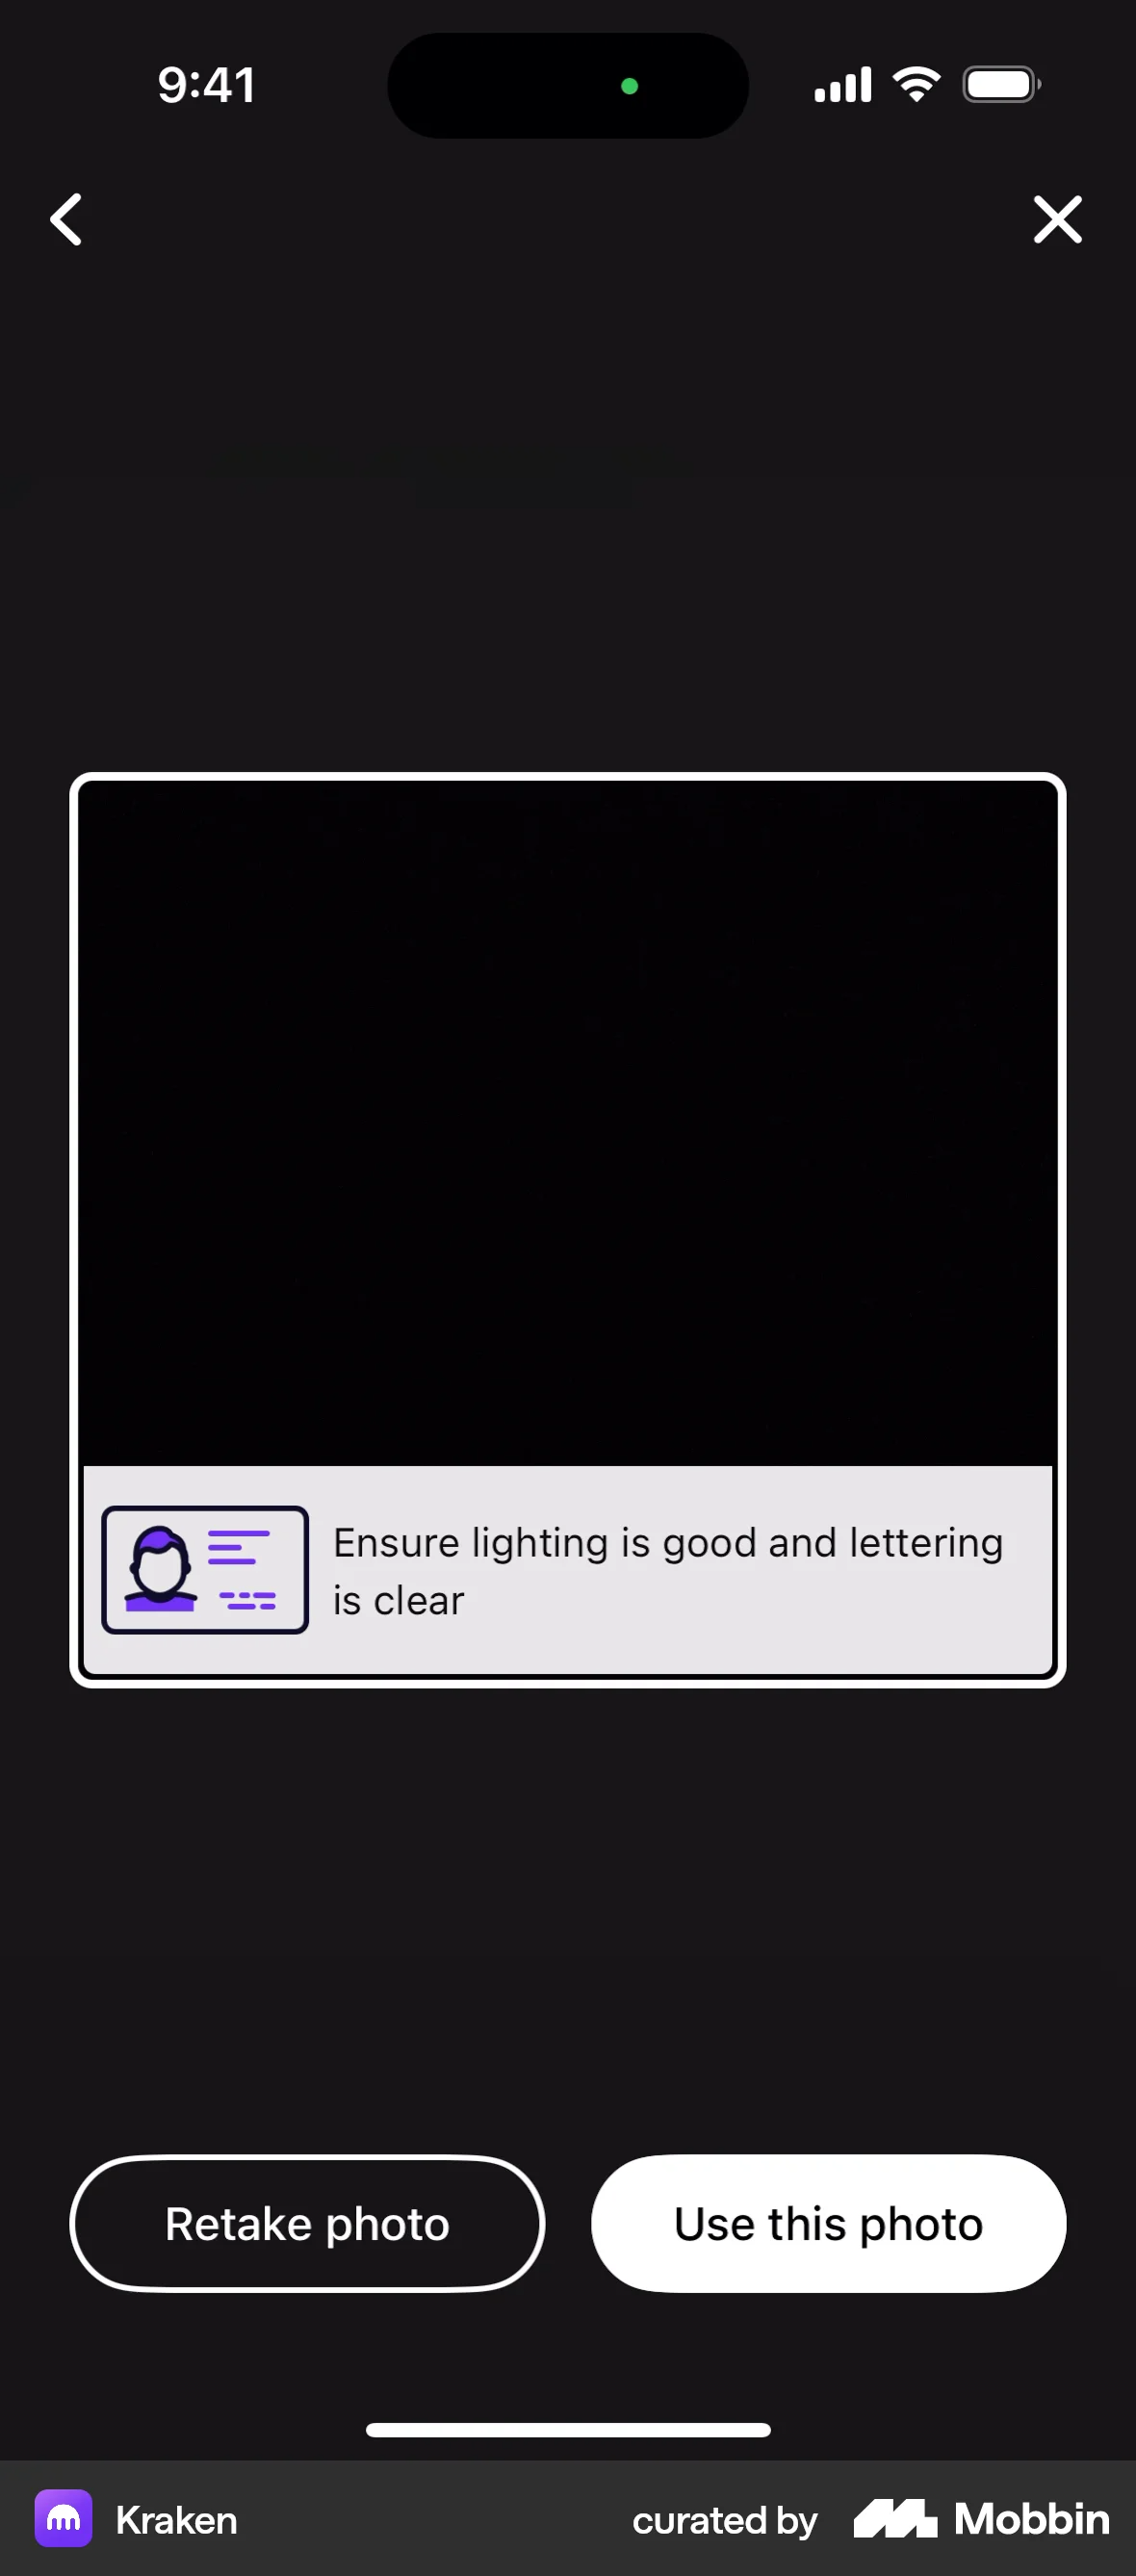 9:41
Ensure lighting is good and lettering
is clear
Retake photo
Use this photo
Kraken
curated by Mobbin